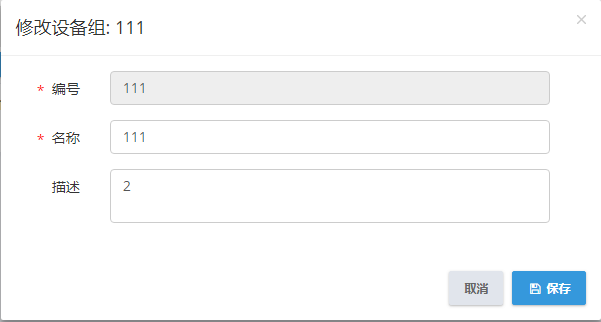 修改设备组: 111
×
* 编号 111
* 名称 111
描述 2
取消 保存